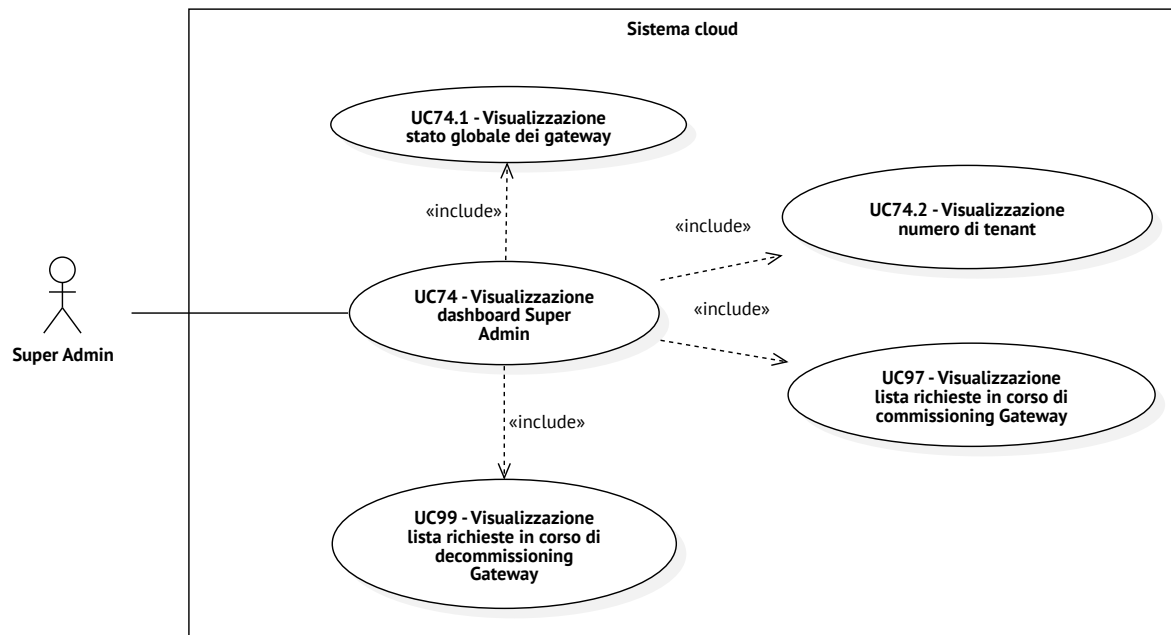 Sistema cloud
UC74.1 - Visualizzazione
stato globale dei gateway
«include»
«include»
UC74.2 - Visualizzazione
numero di tenant
UC74 - Visualizzazione
dashboard Super
Admin
«include»
Super Admin
UC97 - Visualizzazione
lista richieste in corso di
commissioning Gateway
«include»
UC99 - Visualizzazione
lista richieste in corso di
decommissioning
Gateway